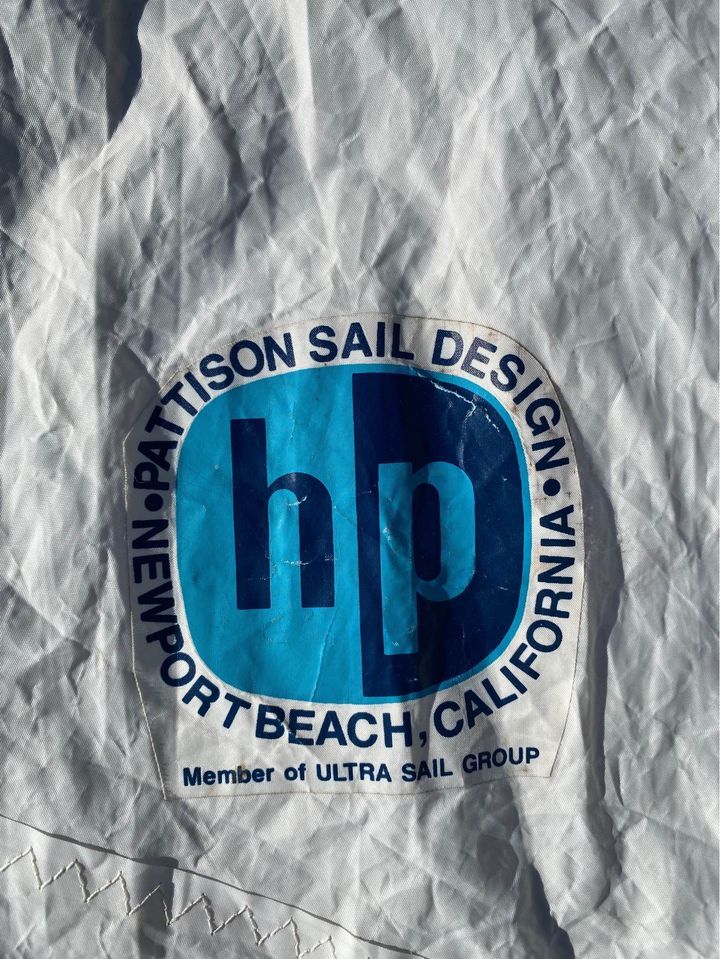 PATTISON SAIL DESIGN
hp
NEWPORT BEACH, CALIFORNIA
Member of ULTRA SAIL GROUP